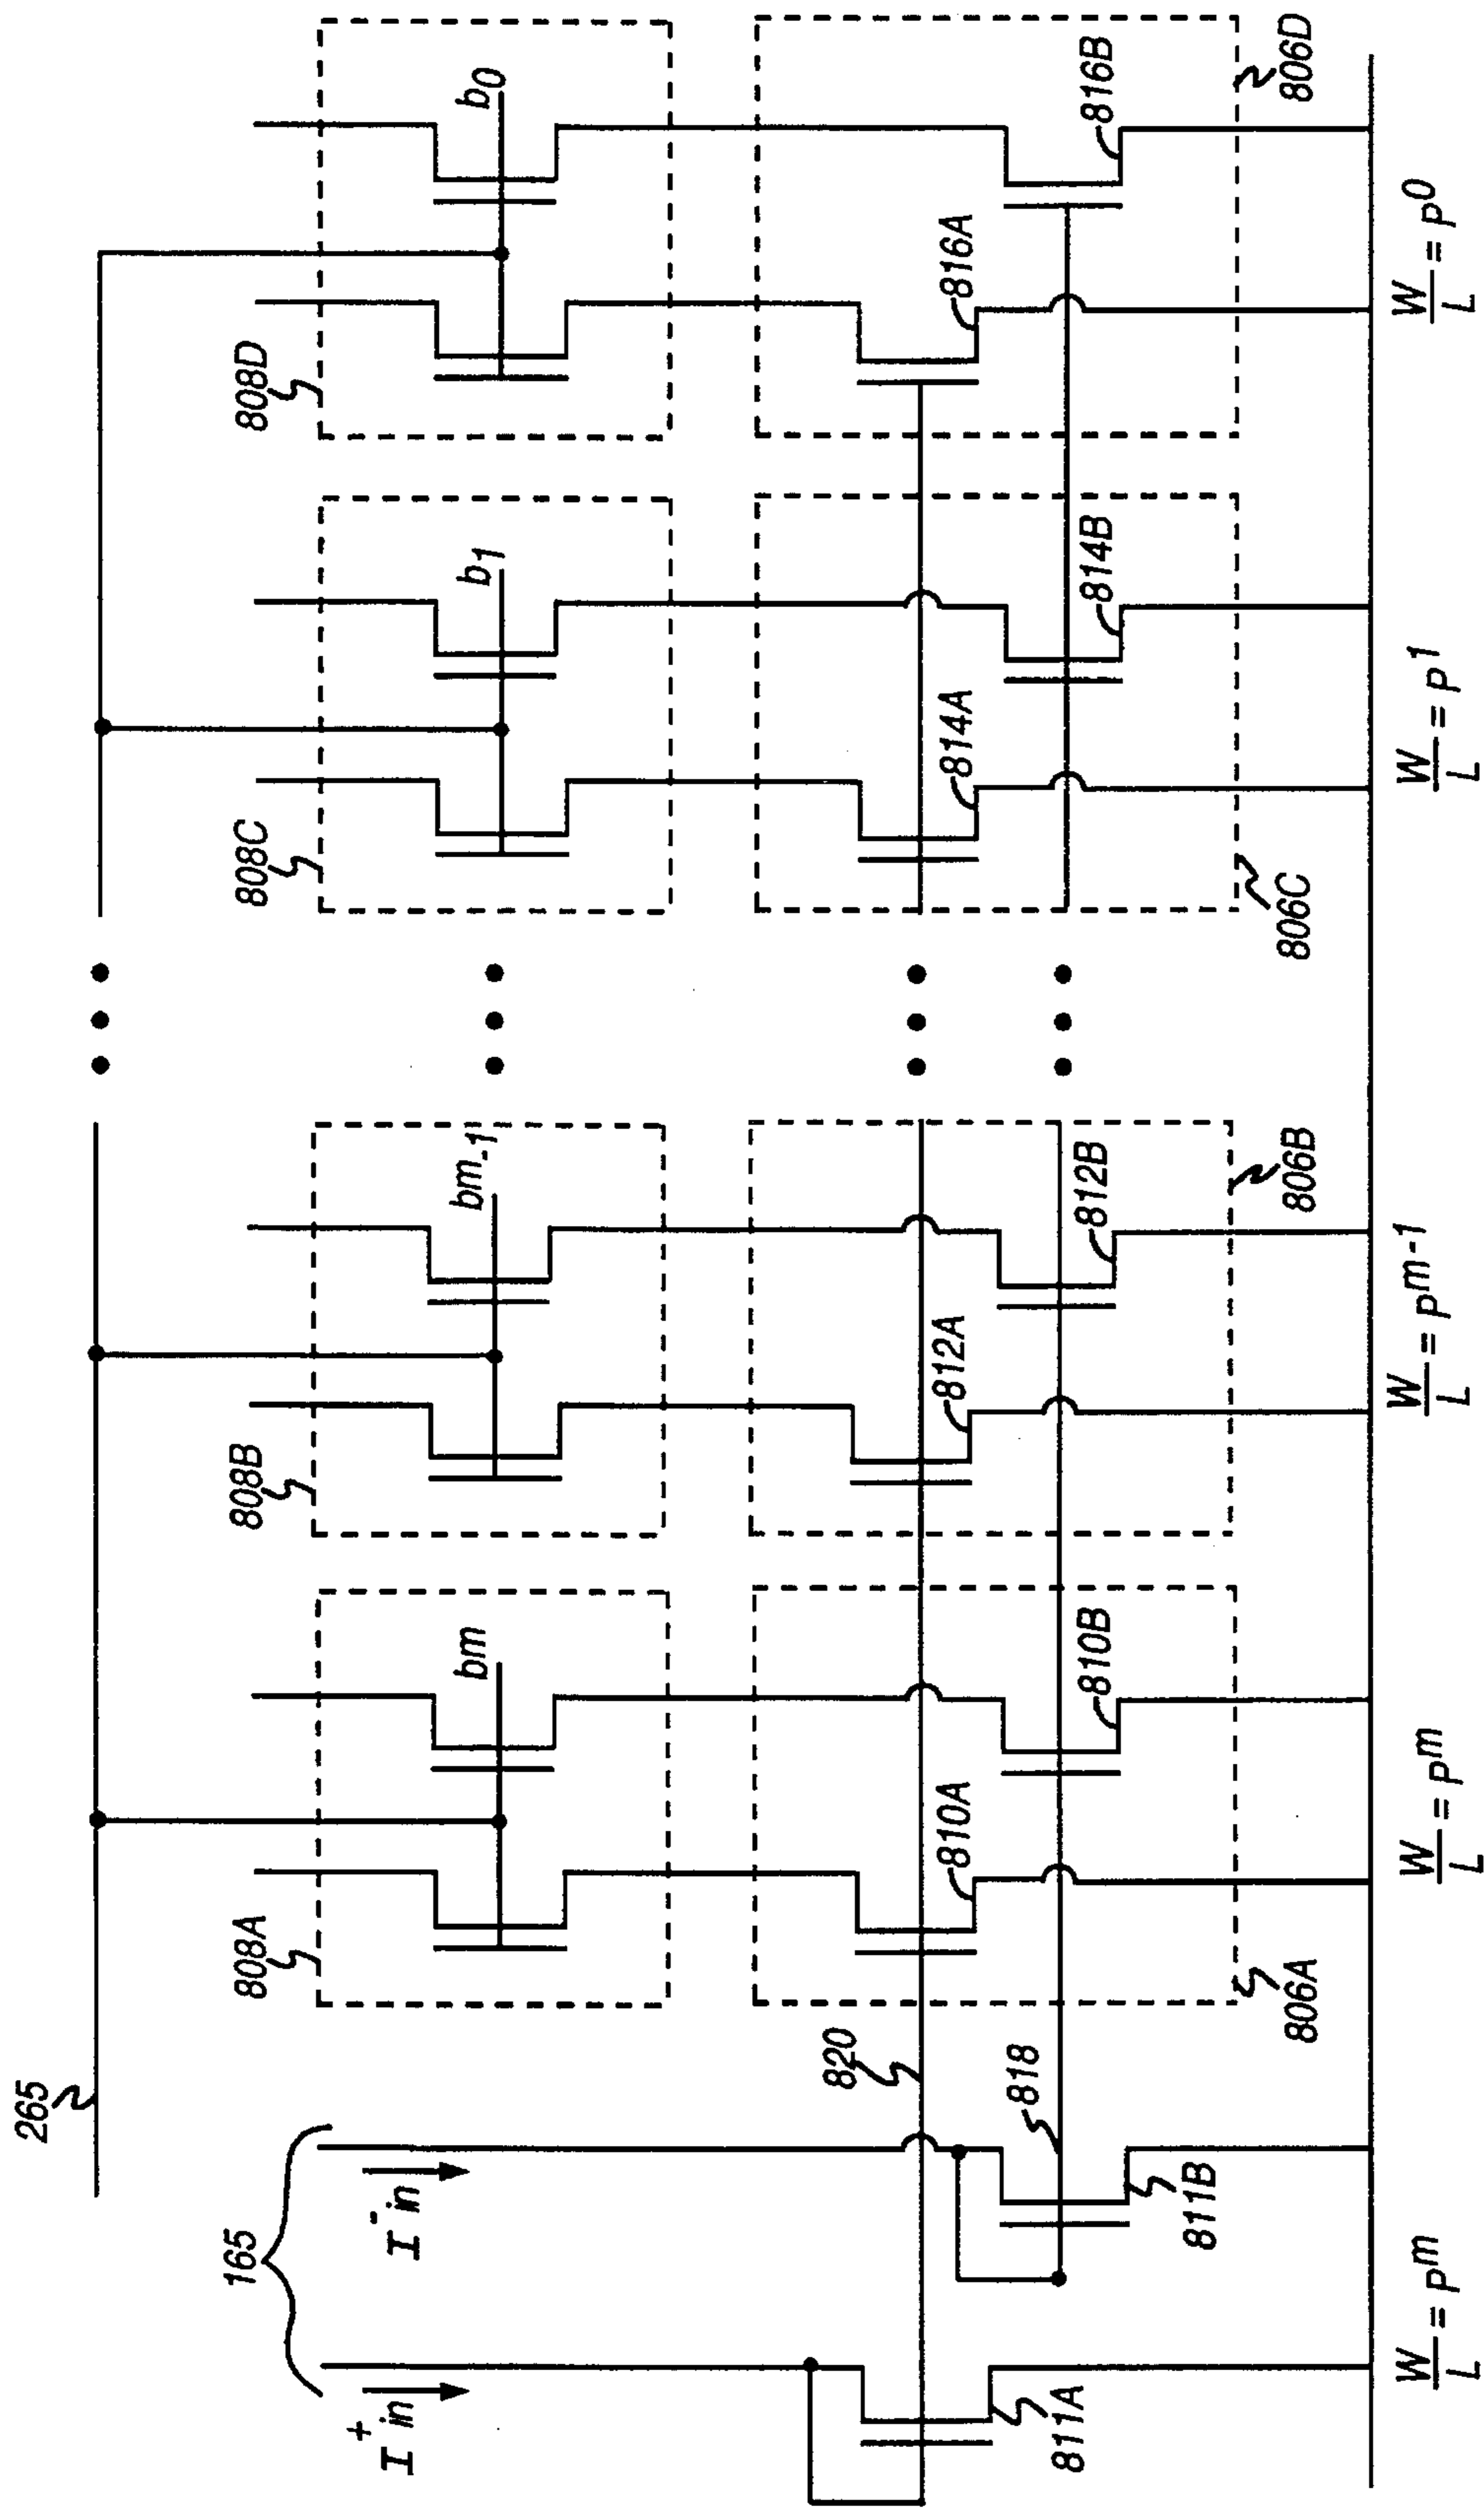 265
165
I+in
I-in
808A
808B
808C
808D
bm
bm-1
b1
b0
820
818
810A
812A
814A
816A
810B
812B
814B
816B
811A
811B
806A
806B
806C
806D
W/L = P^m
W/L = P^m
W/L = P^m-1
W/L = P^1
W/L = P^0